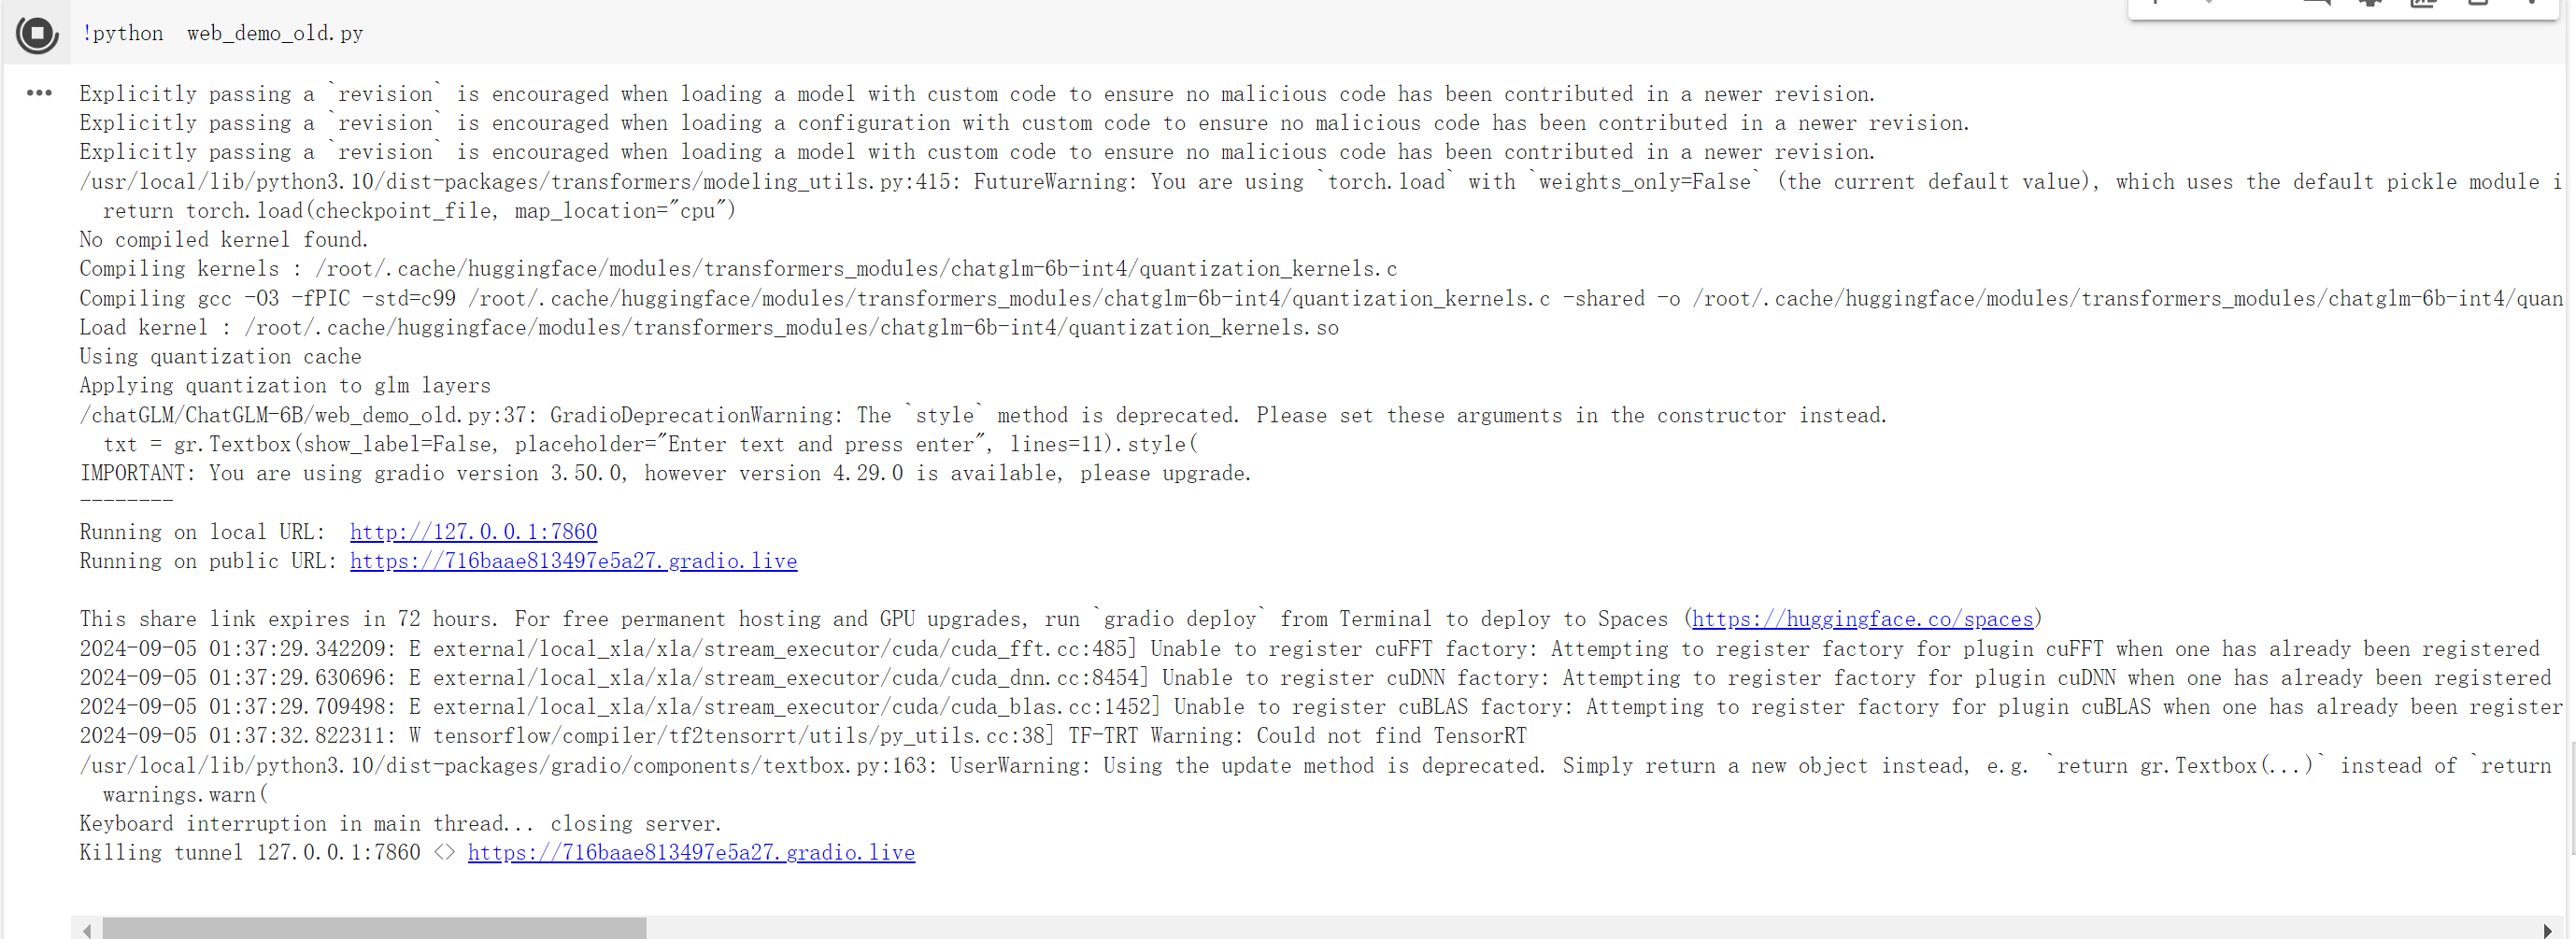 !python  web_demo_old.py
Explicitly passing a `revision` is encouraged when loading a model with custom code to ensure no malicious code has been contributed in a newer revision.
Explicitly passing a `revision` is encouraged when loading a configuration with custom code to ensure no malicious code has been contributed in a newer revision.
Explicitly passing a `revision` is encouraged when loading a model with custom code to ensure no malicious code has been contributed in a newer revision.
/usr/local/lib/python3.10/dist-packages/transformers/modeling_utils.py:415: FutureWarning: You are using `torch.load` with `weights_only=False` (the current default value), which uses the default pickle module i
  return torch.load(checkpoint_file, map_location="cpu")
No compiled kernel found.
Compiling kernels : /root/.cache/huggingface/modules/transformers_modules/chatglm-6b-int4/quantization_kernels.c
Compiling gcc -O3 -fPIC -std=c99 /root/.cache/huggingface/modules/transformers_modules/chatglm-6b-int4/quantization_kernels.c -shared -o /root/.cache/huggingface/modules/transformers_modules/chatglm-6b-int4/quan
Load kernel : /root/.cache/huggingface/modules/transformers_modules/chatglm-6b-int4/quantization_kernels.so
Using quantization cache
Applying quantization to glm layers
/chatGLM/ChatGLM-6B/web_demo_old.py:37: GradioDeprecationWarning: The `style` method is deprecated. Please set these arguments in the constructor instead.
  txt = gr.Textbox(show_label=False, placeholder="Enter text and press enter", lines=11).style(
IMPORTANT: You are using gradio version 3.50.0, however version 4.29.0 is available, please upgrade.
--------
Running on local URL:  http://127.0.0.1:7860
Running on public URL: https://716baae813497e5a27.gradio.live
This share link expires in 72 hours. For free permanent hosting and GPU upgrades, run `gradio deploy` from Terminal to deploy to Spaces (https://huggingface.co/spaces)
2024-09-05 01:37:29.342209: E external/local_xla/xla/stream_executor/cuda/cuda_fft.cc:485] Unable to register cuFFT factory: Attempting to register factory for plugin cuFFT when one has already been registered
2024-09-05 01:37:29.630696: E external/local_xla/xla/stream_executor/cuda/cuda_dnn.cc:8454] Unable to register cuDNN factory: Attempting to register factory for plugin cuDNN when one has already been registered
2024-09-05 01:37:29.709498: E external/local_xla/xla/stream_executor/cuda/cuda_blas.cc:1452] Unable to register cuBLAS factory: Attempting to register factory for plugin cuBLAS when one has already been register
2024-09-05 01:37:32.822311: W tensorflow/compiler/tf2tensorrt/utils/py_utils.cc:38] TF-TRT Warning: Could not find TensorRT
/usr/local/lib/python3.10/dist-packages/gradio/components/textbox.py:163: UserWarning: Using the update method is deprecated. Simply return a new object instead, e.g. `return gr.Textbox(...)` instead of `return
  warnings.warn(
Keyboard interruption in main thread... closing server.
Killing tunnel 127.0.0.1:7860 <> https://716baae813497e5a27.gradio.live